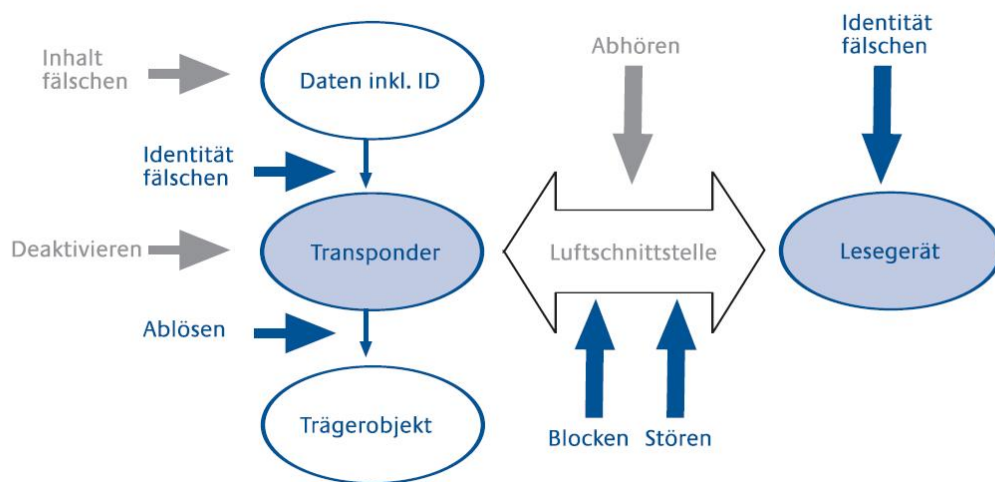 Inhalt
fälschen
Daten inkl. ID
Abhören
Identität
fälschen
Identität
fälschen
Deaktivieren
Transponder
Luftschnittstelle
Lesegerät
Ablösen
Trägerobjekt
Blocken
Stören